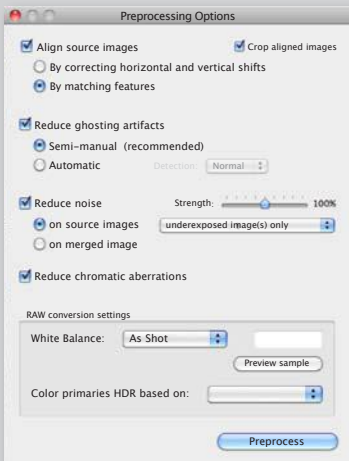 Preprocessing Options
Align source images Crop aligned images
By correcting horizontal and vertical shifts
By matching features
Reduce ghosting artifacts
Semi-manual (recommended)
Automatic Detection: Normal
Reduce noise Strength: 100%
on source images underexposed image(s) only
on merged image
Reduce chromatic aberrations
RAW conversion settings
White Balance: As Shot
Preview sample
Color primaries HDR based on:
Preprocess